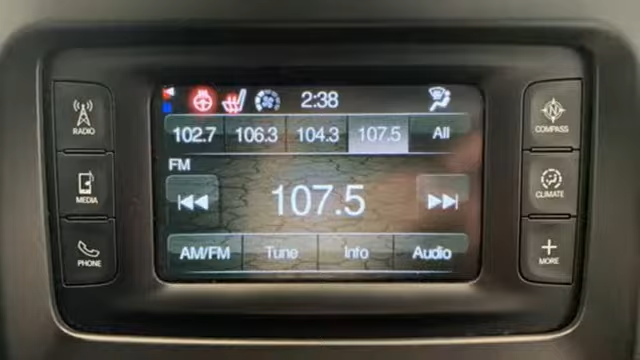 2:38
102.7 106.3 104.3 107.5 All
FM
107.5
AM/FM Tune Info Audio
RADIO
MEDIA
PHONE
N
COMPASS
CLIMATE
MORE